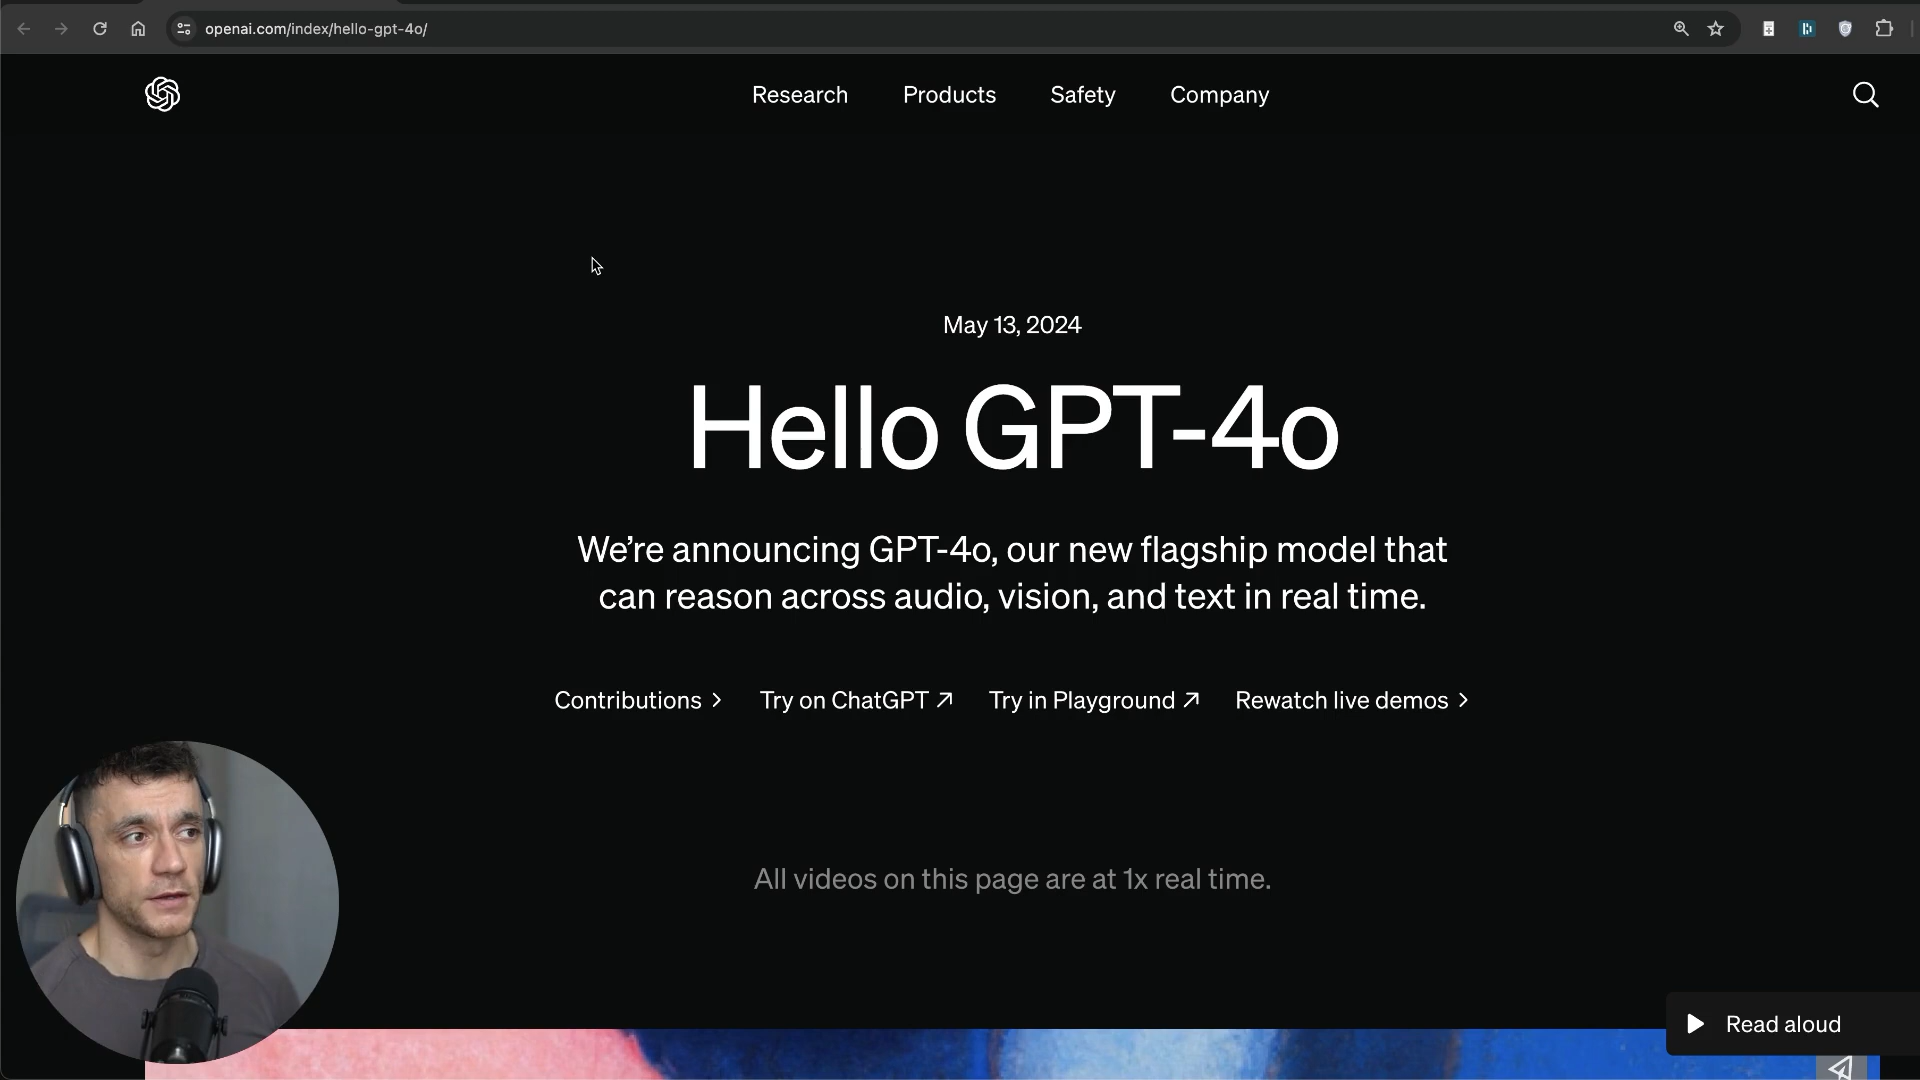 openai.com/index/hello-gpt-4o/
Research
Products
Safety
Company
May 13, 2024
Hello GPT-4o
We’re announcing GPT-4o, our new flagship model that
can reason across audio, vision, and text in real time.
Contributions
Try on ChatGPT
Try in Playground
Rewatch live demos
All videos on this page are at 1x real time.
Read aloud